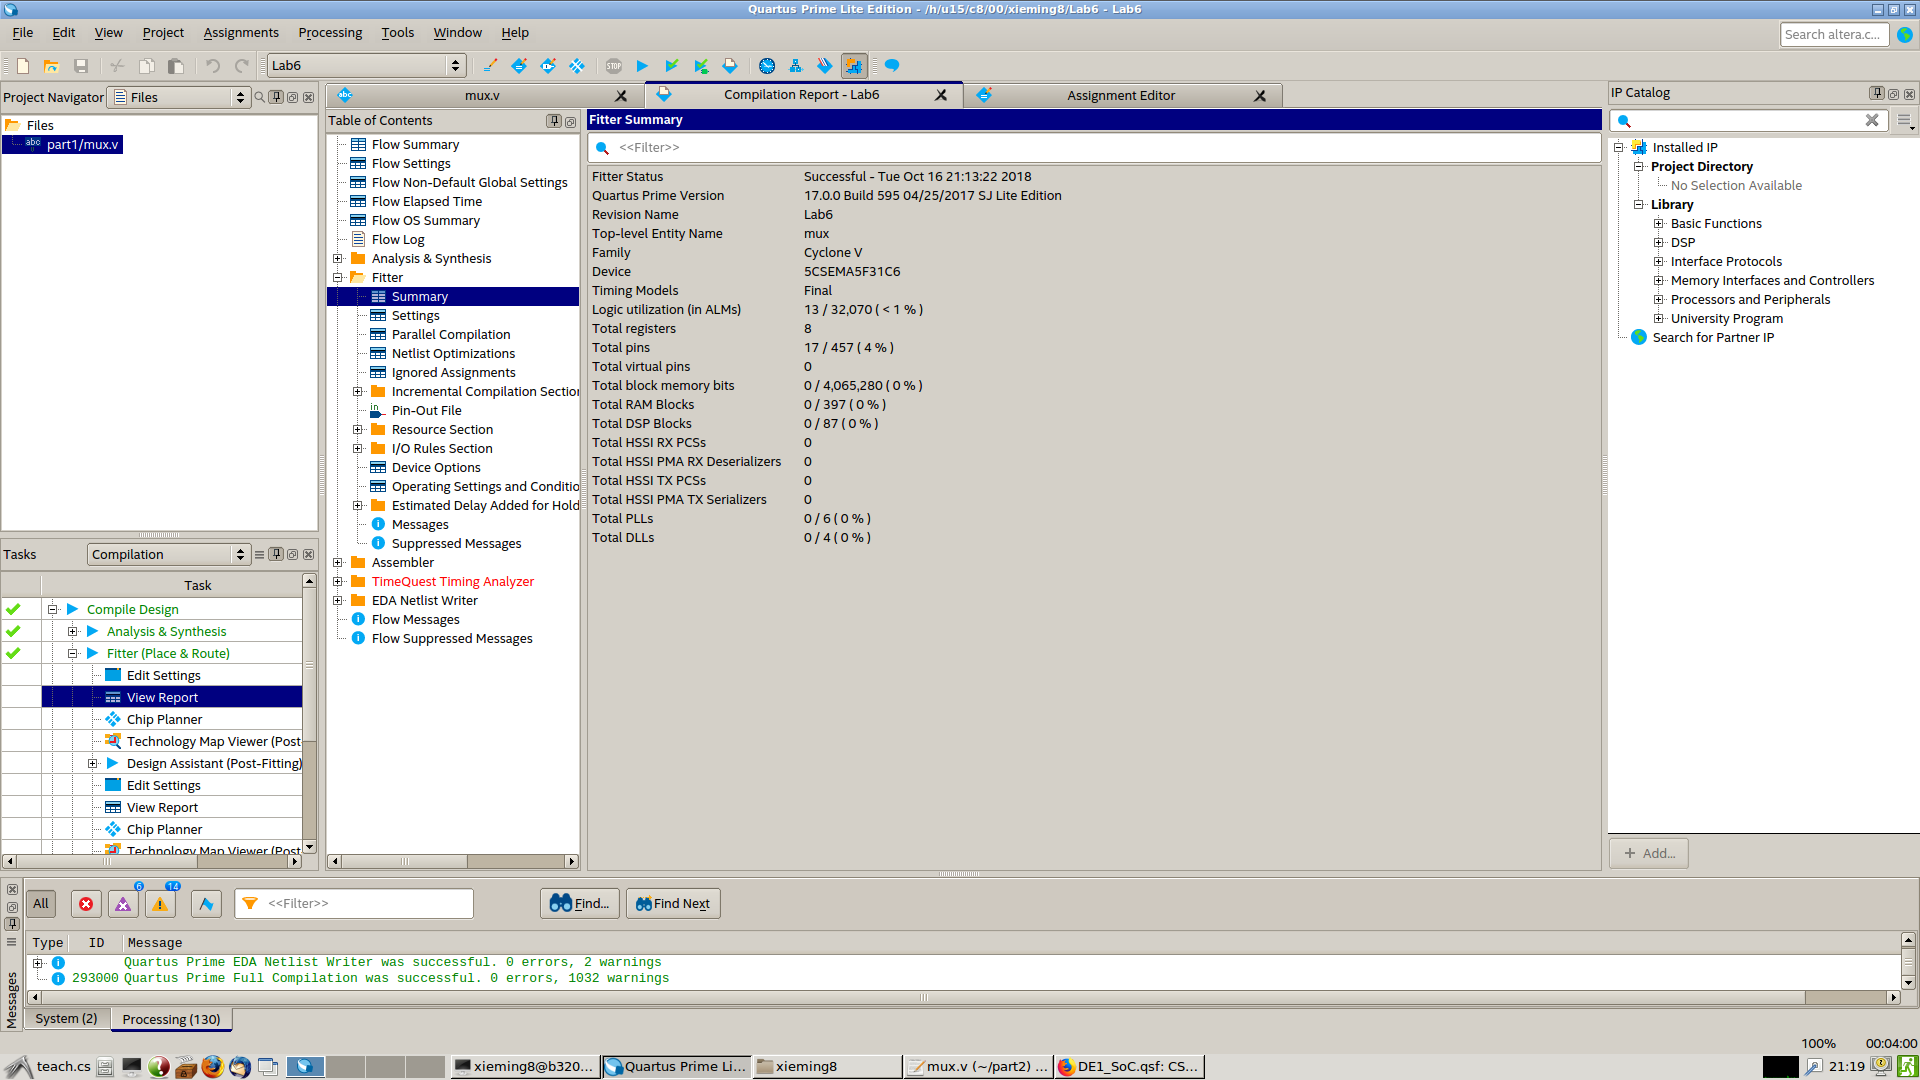 Quartus Prime Lite Edition - /h/u15/c8/00/xieming8/Lab6 - Lab6
File Edit View Project Assignments Processing Tools Window Help
Search altera.c...
Lab6
STOP
Project Navigator Files
Files
abc part1/mux.v
Tasks Compilation
Task
Compile Design
Analysis & Synthesis
Fitter (Place & Route)
Edit Settings
View Report
Chip Planner
Technology Map Viewer (Post
Design Assistant (Post-Fitting)
Edit Settings
View Report
Chip Planner
Technology Map Viewer (Post
abc mux.v
Compilation Report - Lab6
Assignment Editor
Table of Contents
Flow Summary
Flow Settings
Flow Non-Default Global Settings
Flow Elapsed Time
Flow OS Summary
Flow Log
Analysis & Synthesis
Fitter
Summary
Settings
Parallel Compilation
Netlist Optimizations
Ignored Assignments
Incremental Compilation Section
Pin-Out File
Resource Section
I/O Rules Section
Device Options
Operating Settings and Conditio
Estimated Delay Added for Hold
Messages
Suppressed Messages
Assembler
TimeQuest Timing Analyzer
EDA Netlist Writer
Flow Messages
Flow Suppressed Messages
Fitter Summary
<<Filter>>
Fitter Status Successful - Tue Oct 16 21:13:22 2018
Quartus Prime Version 17.0.0 Build 595 04/25/2017 SJ Lite Edition
Revision Name Lab6
Top-level Entity Name mux
Family Cyclone V
Device 5CSEMA5F31C6
Timing Models Final
Logic utilization (in ALMs) 13 / 32,070 ( < 1 % )
Total registers 8
Total pins 17 / 457 ( 4 % )
Total virtual pins 0
Total block memory bits 0 / 4,065,280 ( 0 % )
Total RAM Blocks 0 / 397 ( 0 % )
Total DSP Blocks 0 / 87 ( 0 % )
Total HSSI RX PCSs 0
Total HSSI PMA RX Deserializers 0
Total HSSI TX PCSs 0
Total HSSI PMA TX Serializers 0
Total PLLs 0 / 6 ( 0 % )
Total DLLs 0 / 4 ( 0 % )
IP Catalog
Installed IP
Project Directory
No Selection Available
Library
Basic Functions
DSP
Interface Protocols
Memory Interfaces and Controllers
Processors and Peripherals
University Program
Search for Partner IP
+ Add...
All 6 14 <<Filter>> Find... Find Next
Type ID Message
Quartus Prime EDA Netlist Writer was successful. 0 errors, 2 warnings
293000 Quartus Prime Full Compilation was successful. 0 errors, 1032 warnings
Messages
System (2) Processing (130)
100% 00:04:00
teach.cs xieming8@b320... Quartus Prime Li... xieming8 mux.v (~/part2) ... DE1_SoC.qsf: CS... 21:19